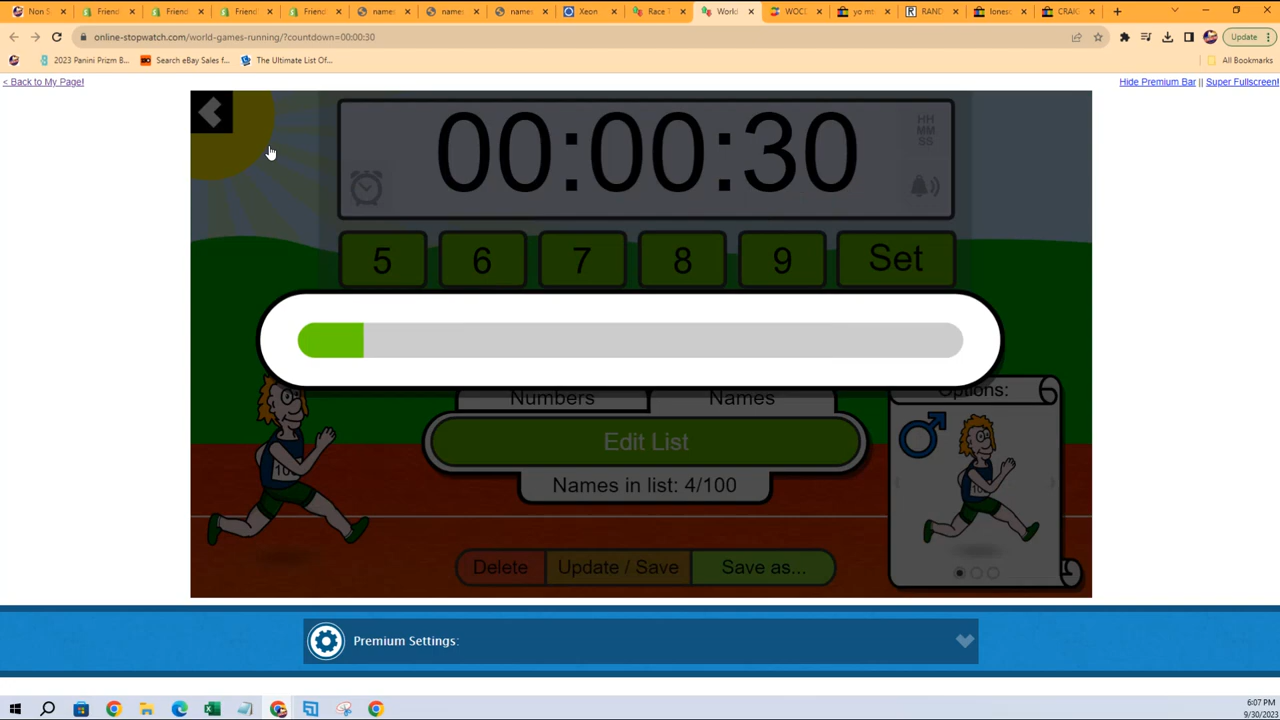 Non S
Friend
Friend
Friend
Friend
names
names
names
Xeon
Race T
World
WOCL
yo mt
RAND
lones
CRAIG
online-stopwatch.com/world-games-running/?countdown=00:00:30
Update
2023 Panini Prizm B...
Search eBay Sales f...
The Ultimate List Of...
All Bookmarks
< Back to My Page!
Hide Premium Bar || Super Fullscreen!
00:00:30
HH
MM
SS
5 6 7 8 9 Set
Numbers Names
Options:
Edit List
Names in list: 4/100
Delete Update / Save Save as...
Premium Settings:
6:07 PM
9/30/2023